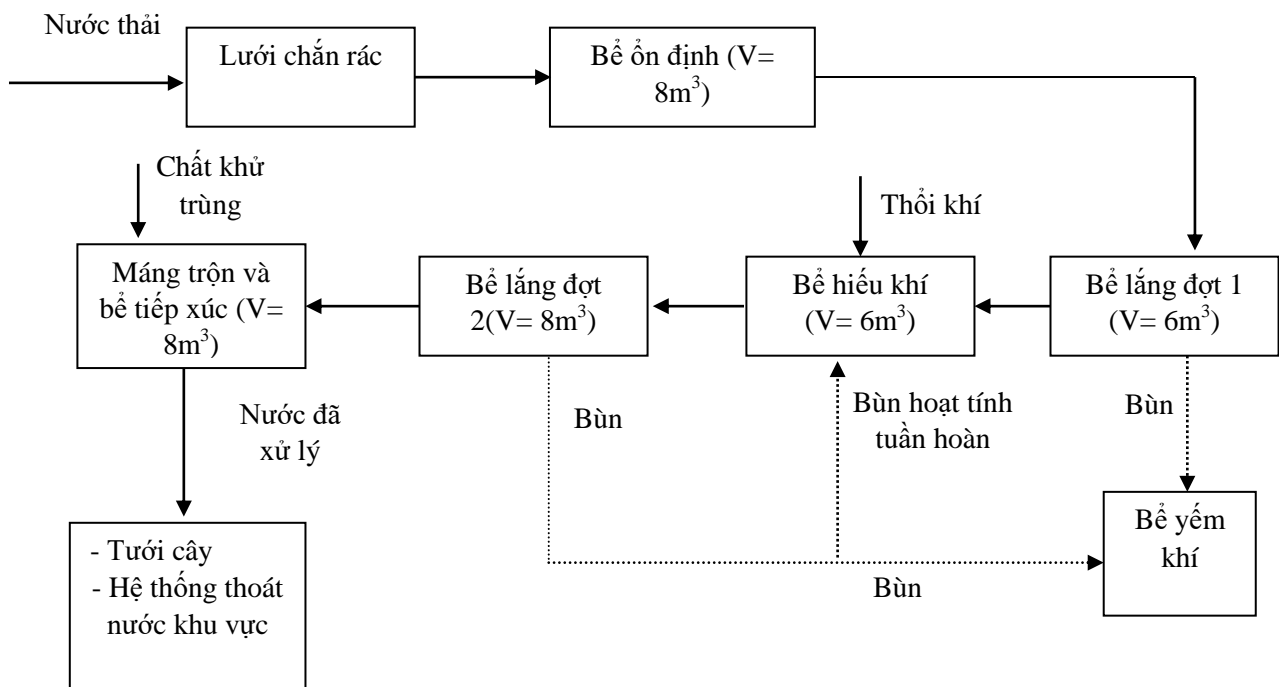 Nước thải
Lưới chắn rác
Bể ổn định (V=
8m³)
Chất khử
trùng
Thổi khí
Máng trộn và
bể tiếp xúc (V=
8m³)
Bể lắng đợt
2(V= 8m³)
Bể hiếu khí
(V= 6m³)
Bể lắng đợt 1
(V= 6m³)
Nước đã
xử lý
Bùn
Bùn hoạt tính
tuần hoàn
Bùn
Bể yếm
khí
- Tưới cây
- Hệ thống thoát
nước khu vực
Bùn